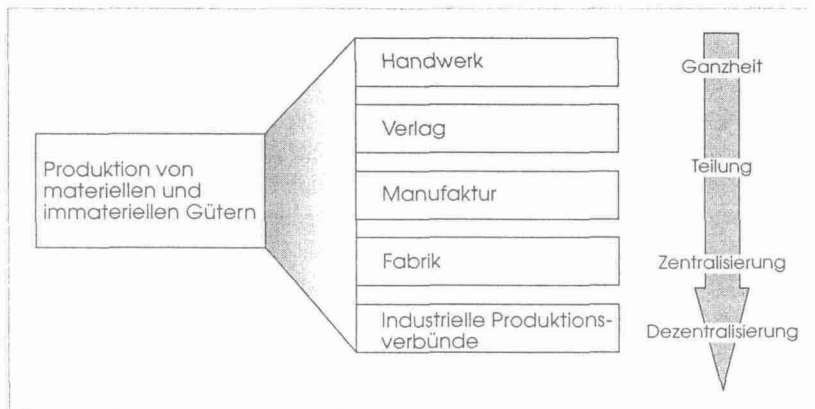 Produktion von
materiellen und
immateriellen Gütern
Handwerk
Verlag
Manufaktur
Fabrik
Industrielle Produktions-
verbünde
Ganzheit
Teilung
Zentralisierung
Dezentralisierung